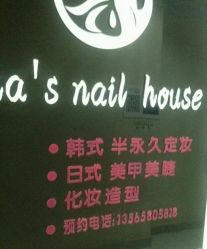 a's nail house
● 韩式 半永久定妆
● 日式 美甲美睫
● 化妆造型
● 预约电话:13565805828